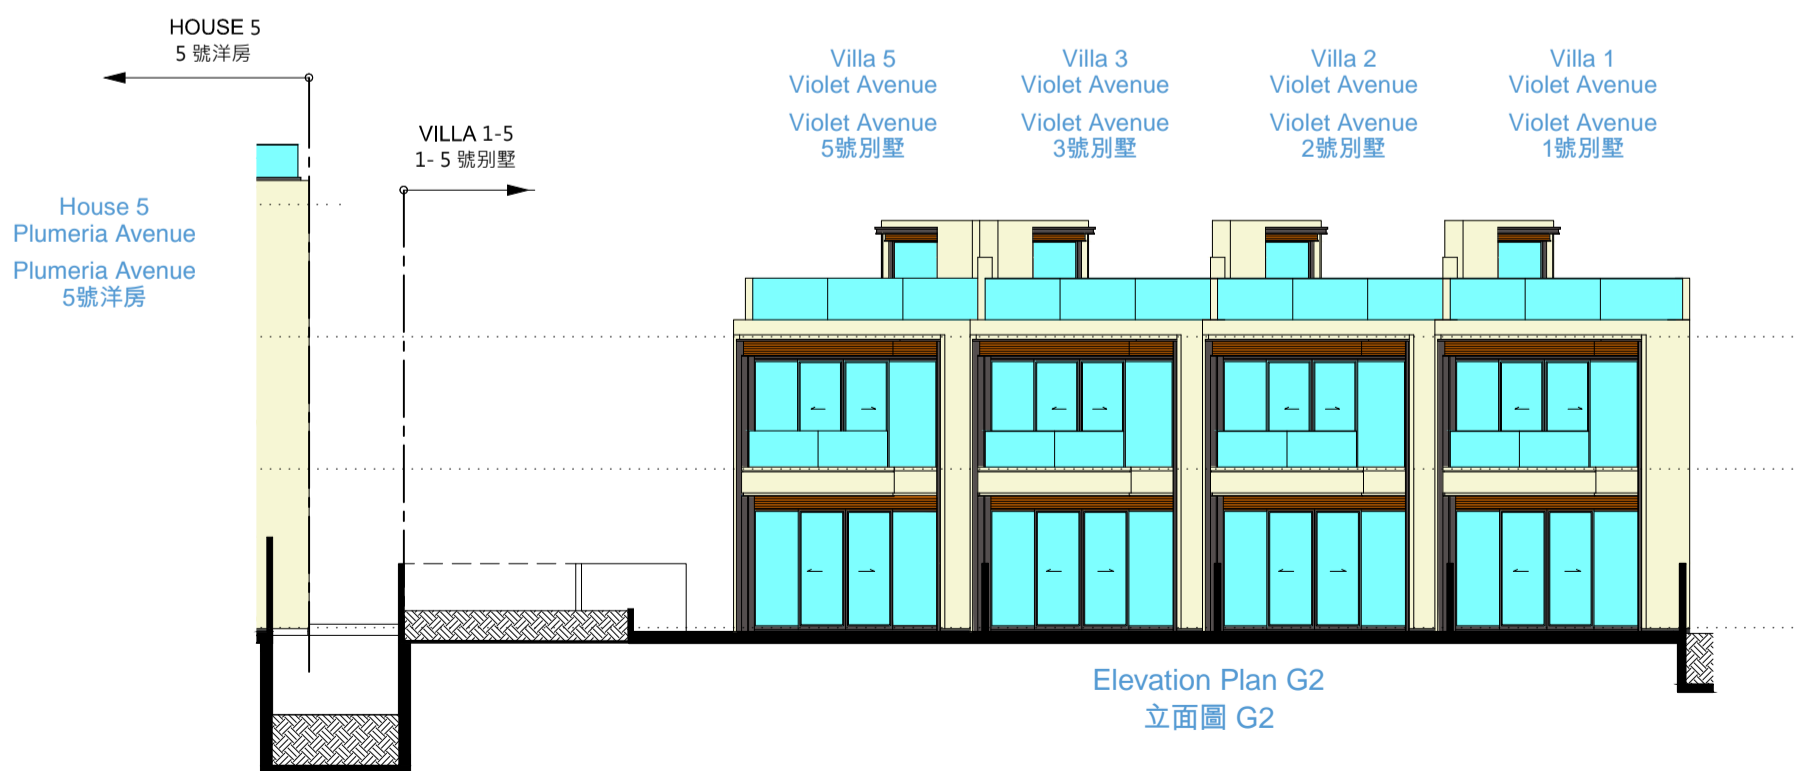 HOUSE 5
5 號洋房
VILLA 1-5
1- 5 號別墅
House 5
Plumeria Avenue
Plumeria Avenue
5號洋房
Villa 5
Violet Avenue
Violet Avenue
5號別墅
Villa 3
Violet Avenue
Violet Avenue
3號別墅
Villa 2
Violet Avenue
Violet Avenue
2號別墅
Villa 1
Violet Avenue
Violet Avenue
1號別墅
Elevation Plan G2
立面圖 G2